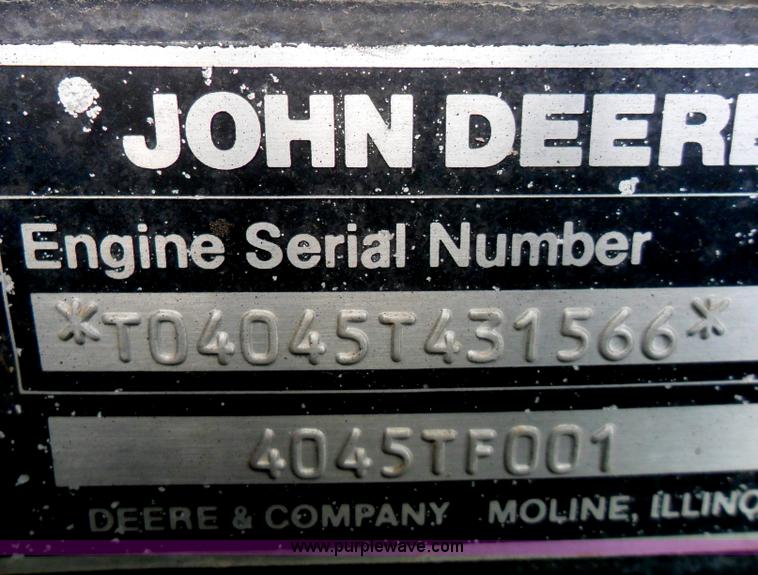 JOHN DEERE
Engine Serial Number
*T04045T431566*
4045TF001
DEERE & COMPANY MOLINE, ILLINO
www.purplewave.com